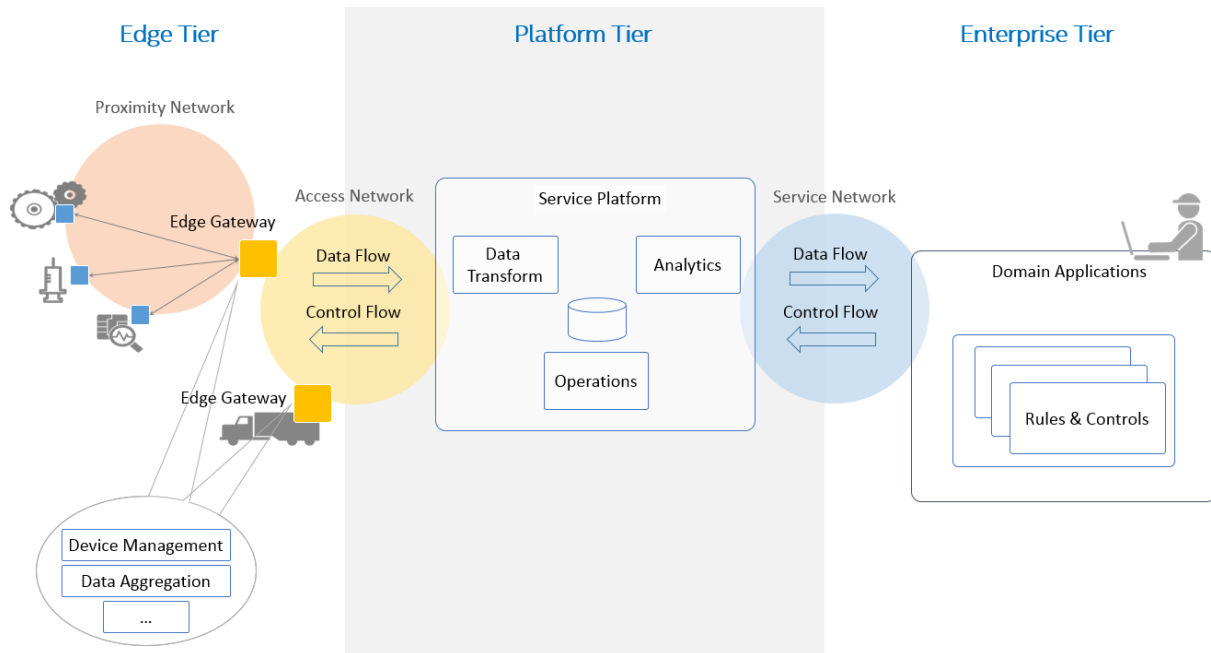 Edge Tier
Platform Tier
Enterprise Tier
Proximity Network
Edge Gateway
Access Network
Data Flow
Control Flow
Edge Gateway
Device Management
Data Aggregation
...
Service Platform
Data
Transform
Analytics
Operations
Service Network
Data Flow
Control Flow
Domain Applications
Rules & Controls